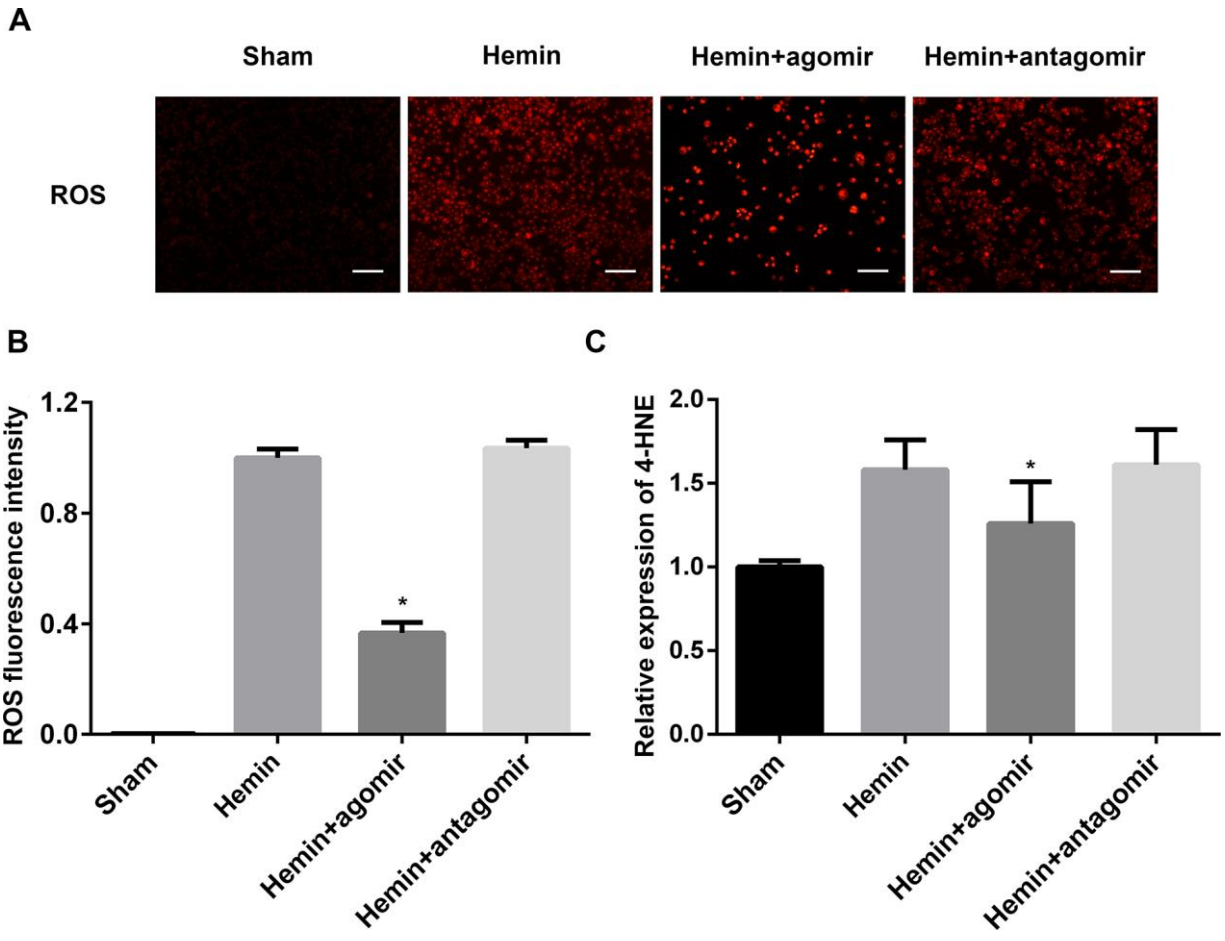 A
Sham Hemin Hemin+agomir Hemin+antagomir
ROS
B
ROS fluorescence intensity
1.2
0.8
0.4
0.0
*
Sham
Hemin
Hemin+agomir
Hemin+antagomir
C
Relative expression of 4-HNE
2.0
1.5
1.0
0.5
0.0
*
Sham
Hemin
Hemin+agomir
Hemin+antagomir